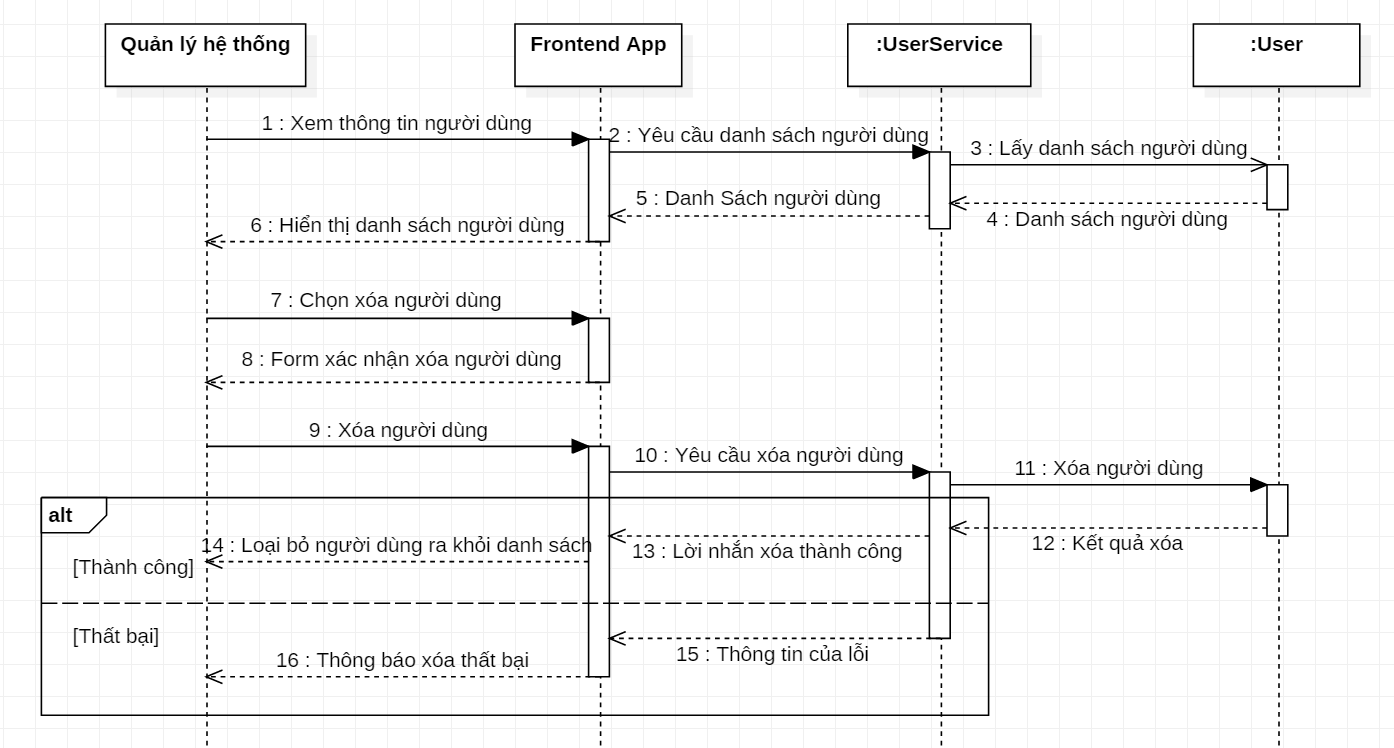 Quản lý hệ thống
Frontend App
:UserService
:User
1 : Xem thông tin người dùng
2 : Yêu cầu danh sách người dùng
3 : Lấy danh sách người dùng
4 : Danh sách người dùng
5 : Danh Sách người dùng
6 : Hiển thị danh sách người dùng
7 : Chọn xóa người dùng
8 : Form xác nhận xóa người dùng
9 : Xóa người dùng
10 : Yêu cầu xóa người dùng
11 : Xóa người dùng
alt
12 : Kết quả xóa
13 : Lời nhắn xóa thành công
14 : Loại bỏ người dùng ra khỏi danh sách
[Thành công]
[Thất bại]
15 : Thông tin của lỗi
16 : Thông báo xóa thất bại